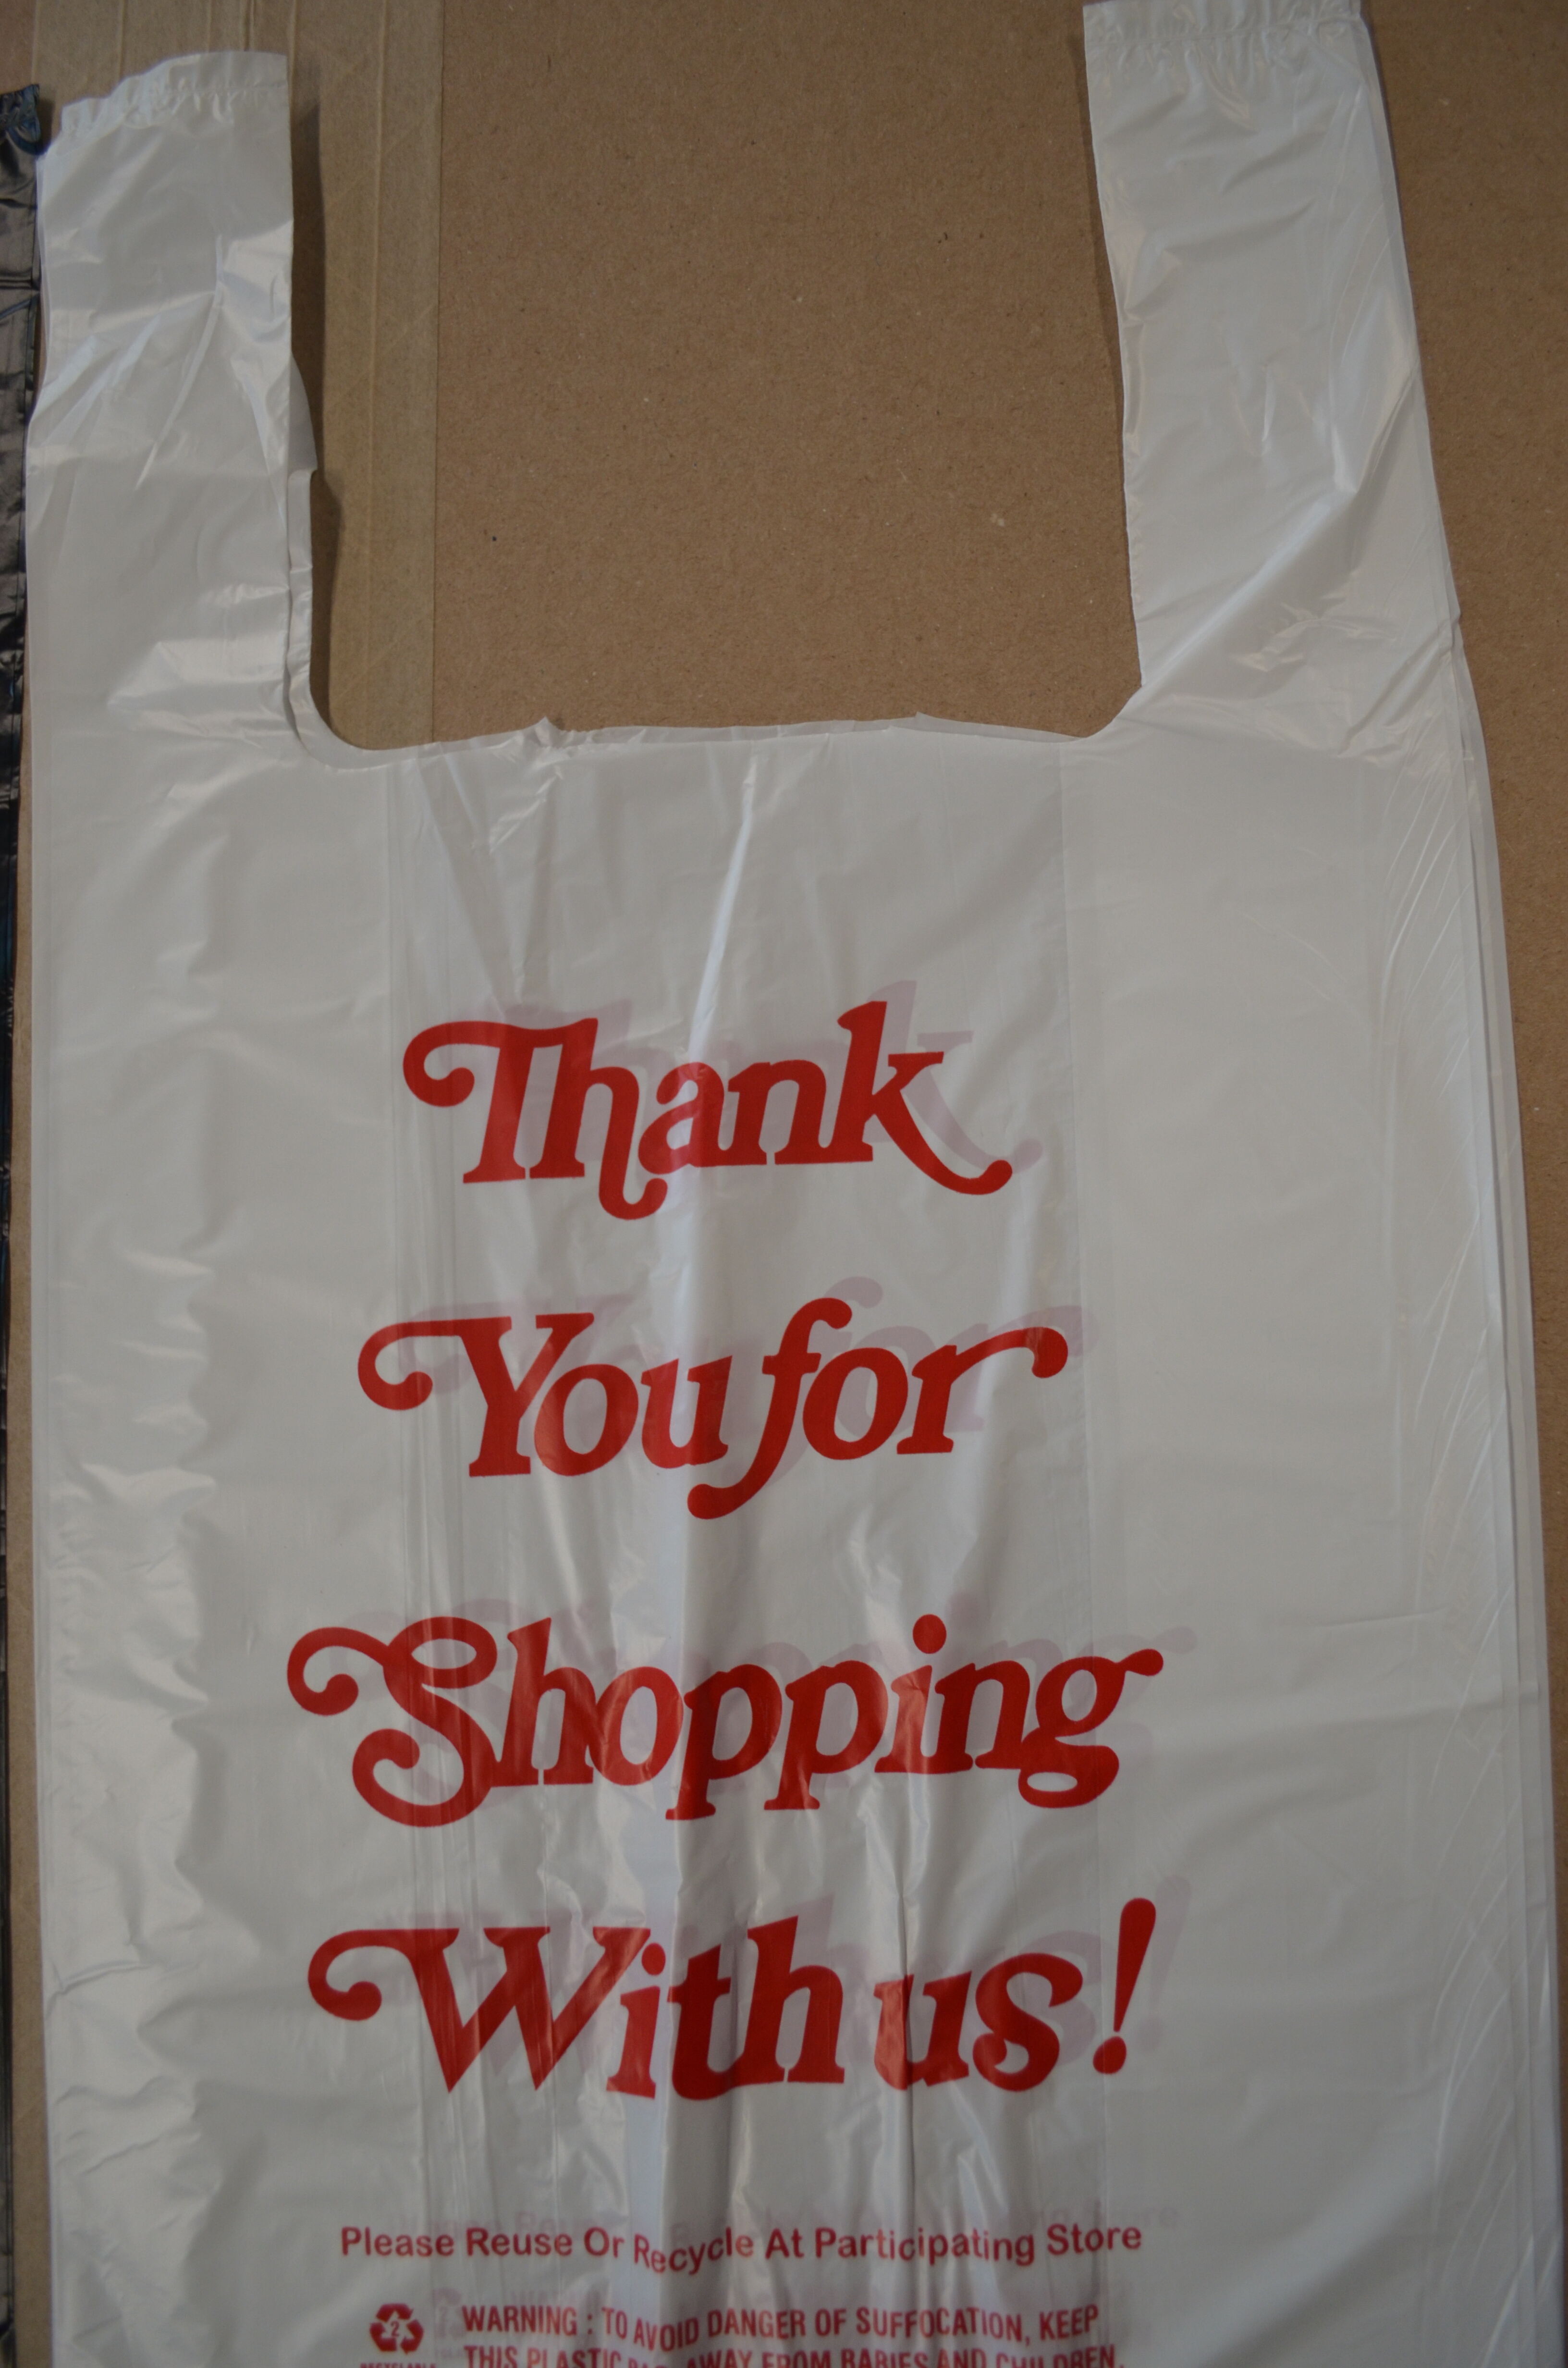 Thank
You for
Shopping
With us!
Please Reuse Or Recycle At Participating Store
2
WARNING : TO AVOID DANGER OF SUFFOCATION, KEEP
THIS PLASTIC BAG AWAY FROM BABIES AND CHILDREN.